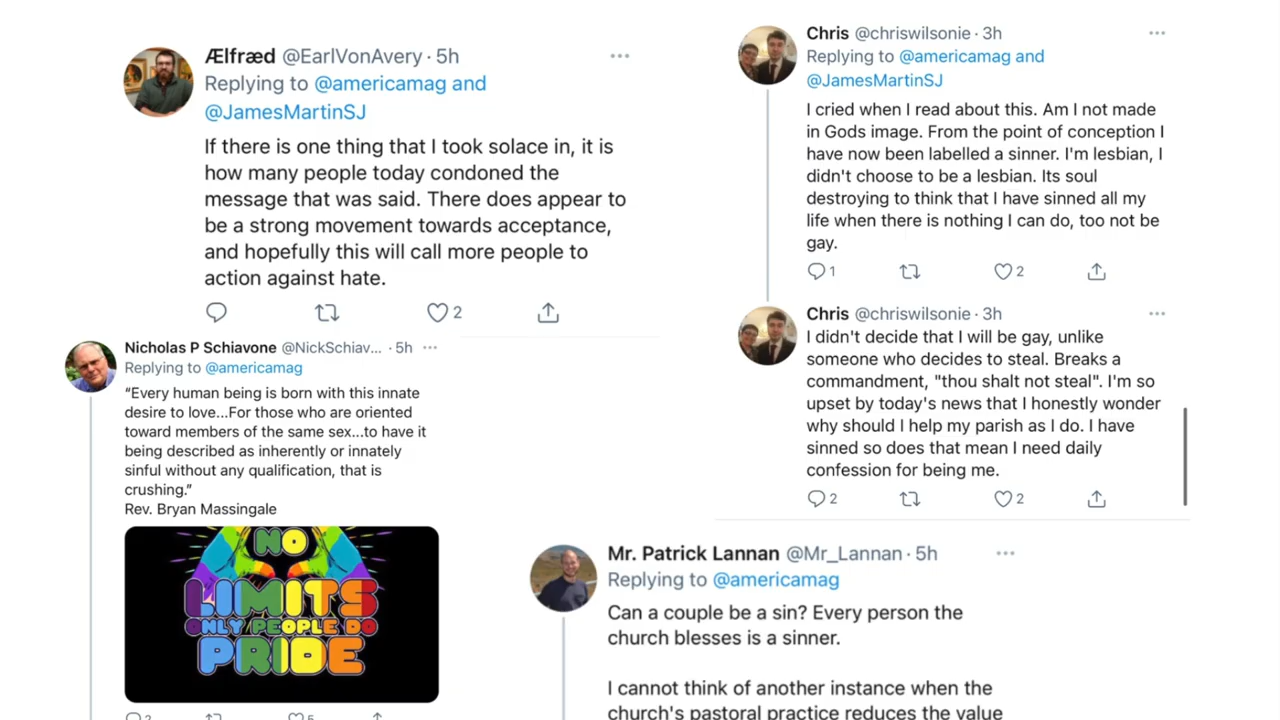 Ælfræd @EarlVonAvery · 5h
Replying to @americamag and
@JamesMartinSJ
If there is one thing that I took solace in, it is
how many people today condoned the
message that was said. There does appear to
be a strong movement towards acceptance,
and hopefully this will call more people to
action against hate.
2
Nicholas P Schiavone @NickSchiav... · 5h
Replying to @americamag
“Every human being is born with this innate
desire to love...For those who are oriented
toward members of the same sex...to have it
being described as inherently or innately
sinful without any qualification, that is
crushing.”
Rev. Bryan Massingale
NO
LIMITS
ONLY PEOPLE DO
PRIDE
2 5
Chris @chriswilsonie · 3h
Replying to @americamag and
@JamesMartinSJ
I cried when I read about this. Am I not made
in Gods image. From the point of conception I
have now been labelled a sinner. I'm lesbian, I
didn't choose to be a lesbian. Its soul
destroying to think that I have sinned all my
life when there is nothing I can do, too not be
gay.
1 2
Chris @chriswilsonie · 3h
I didn't decide that I will be gay, unlike
someone who decides to steal. Breaks a
commandment, "thou shalt not steal". I'm so
upset by today's news that I honestly wonder
why should I help my parish as I do. I have
sinned so does that mean I need daily
confession for being me.
2 2
Mr. Patrick Lannan @Mr_Lannan · 5h
Replying to @americamag
Can a couple be a sin? Every person the
church blesses is a sinner.
I cannot think of another instance when the
church's pastoral practice reduces the value